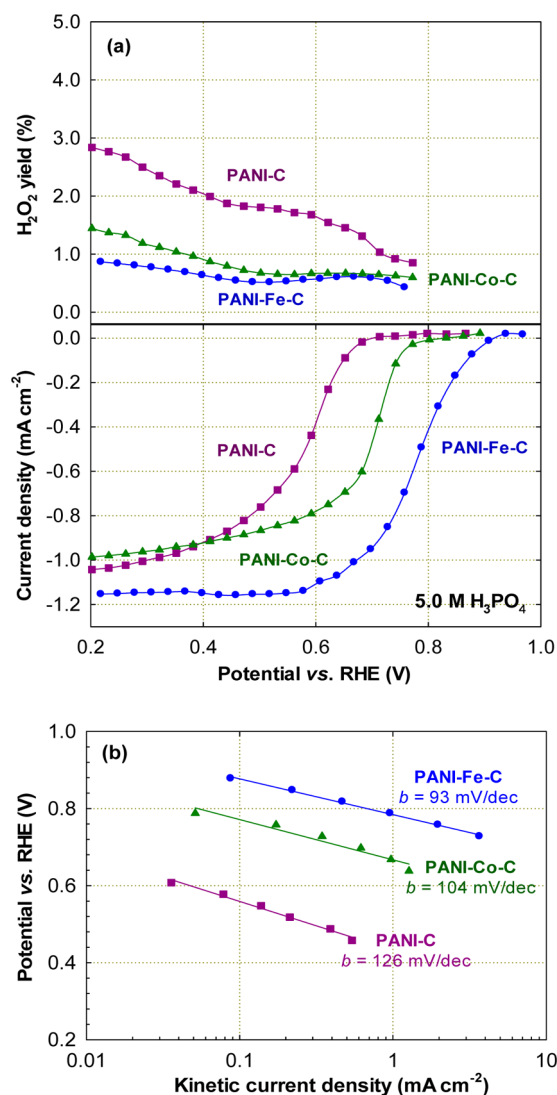 (a)
5.0
4.0
3.0
2.0
1.0
0.0
H₂O₂ yield (%)
PANI-C
PANI-Co-C
PANI-Fe-C
0.0
-0.2
-0.4
-0.6
-0.8
-1.0
-1.2
Current density (mA cm⁻²)
PANI-C
PANI-Fe-C
PANI-Co-C
5.0 M H₃PO₄
0.2
0.4
0.6
0.8
1.0
Potential vs. RHE (V)
(b)
1.0
0.8
0.6
0.4
0.2
Potential vs. RHE (V)
PANI-Fe-C
b = 93 mV/dec
PANI-Co-C
b = 104 mV/dec
PANI-C
b = 126 mV/dec
0.01
0.1
1
10
Kinetic current density (mA cm⁻²)